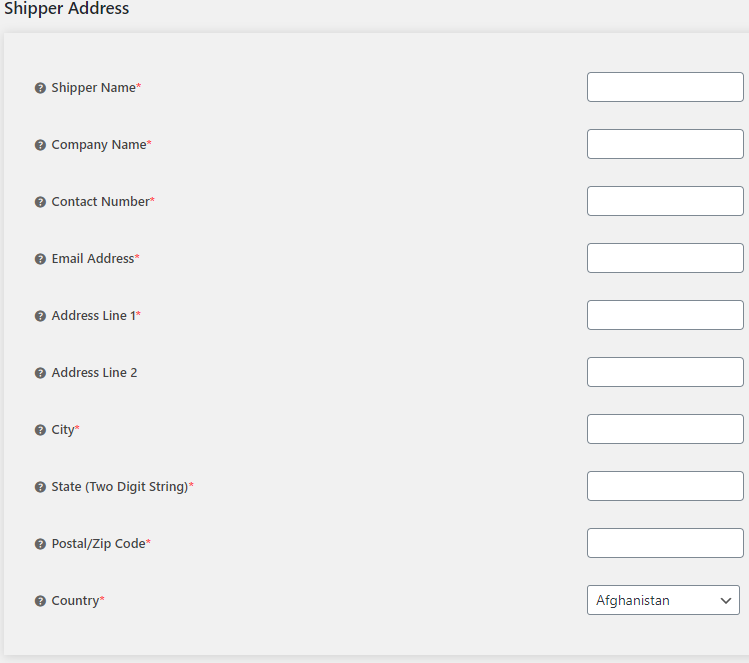 Shipper Address
Shipper Name*
Company Name*
Contact Number*
Email Address*
Address Line 1*
Address Line 2
City*
State (Two Digit String)*
Postal/Zip Code*
Country*
Afghanistan